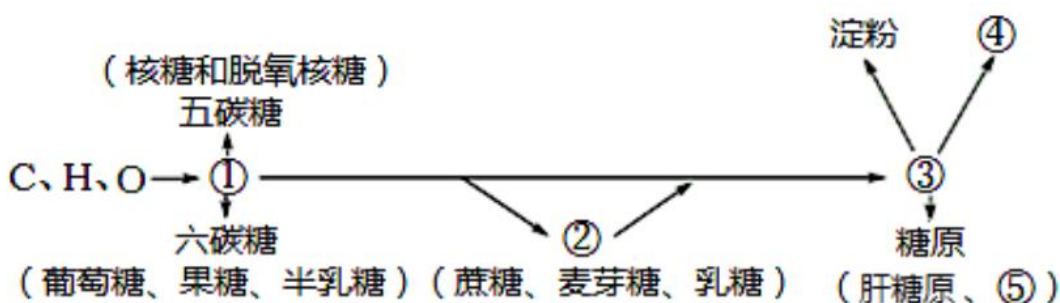 淀粉 ④
（核糖和脱氧核糖）
五碳糖
C、H、O ① ③
六碳糖 ② 糖原
（葡萄糖、果糖、半乳糖）（蔗糖、麦芽糖、乳糖） （肝糖原、⑤）